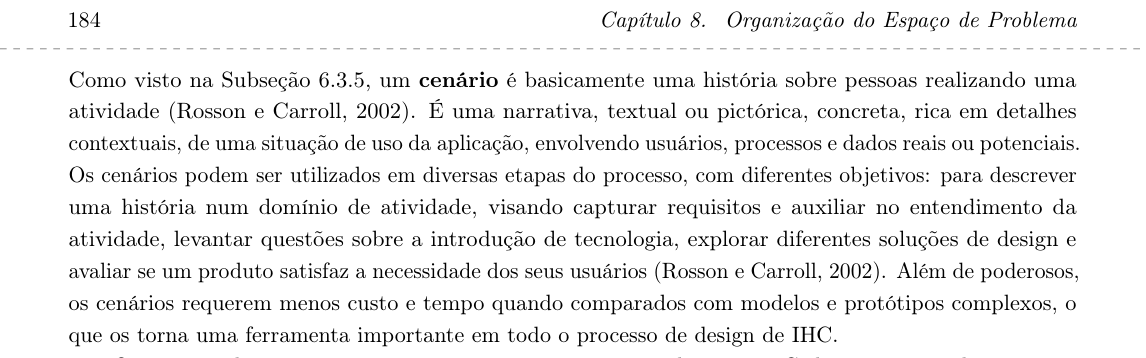 184 Capítulo 8. Organização do Espaço de Problema
Como visto na Subseção 6.3.5, um cenário é basicamente uma história sobre pessoas realizando uma
atividade (Rosson e Carroll, 2002). É uma narrativa, textual ou pictórica, concreta, rica em detalhes
contextuais, de uma situação de uso da aplicação, envolvendo usuários, processos e dados reais ou potenciais.
Os cenários podem ser utilizados em diversas etapas do processo, com diferentes objetivos: para descrever
uma história num domínio de atividade, visando capturar requisitos e auxiliar no entendimento da
atividade, levantar questões sobre a introdução de tecnologia, explorar diferentes soluções de design e
avaliar se um produto satisfaz a necessidade dos seus usuários (Rosson e Carroll, 2002). Além de poderosos,
os cenários requerem menos custo e tempo quando comparados com modelos e protótipos complexos, o
que os torna uma ferramenta importante em todo o processo de design de IHC.